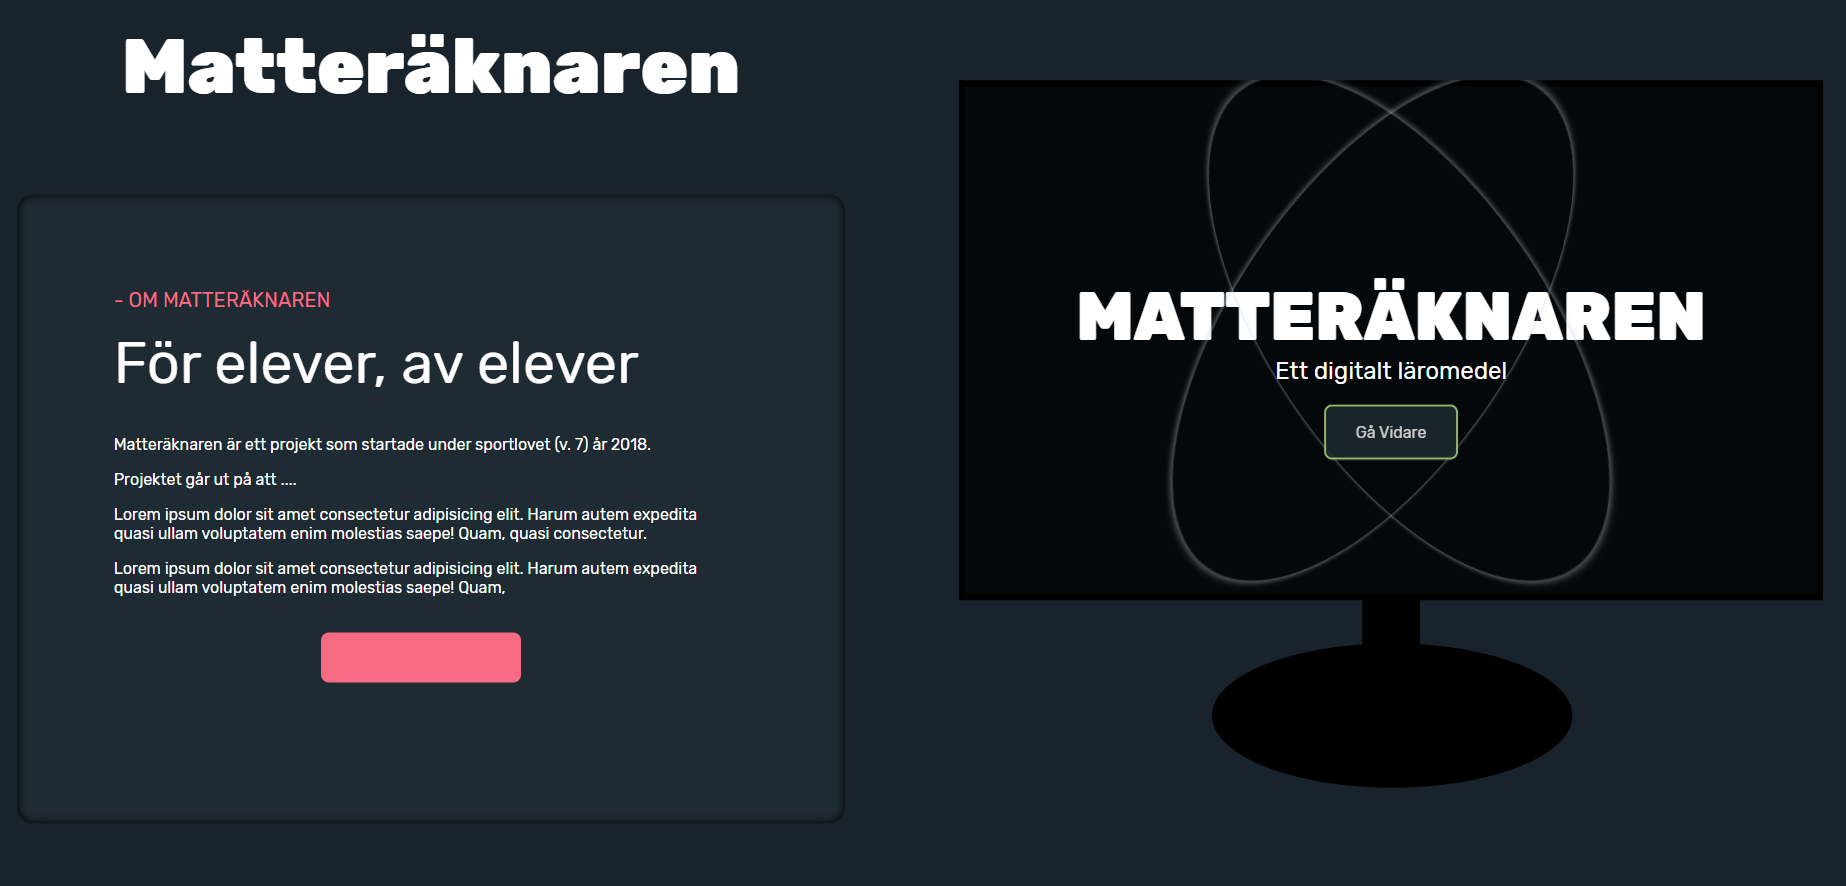 Matteräknaren
- OM MATTERÄKNAREN
För elever, av elever
Matteräknaren är ett projekt som startade under sportlovet (v. 7) år 2018.
Projektet går ut på att ....
Lorem ipsum dolor sit amet consectetur adipisicing elit. Harum autem expedita
quasi ullam voluptatem enim molestias saepe! Quam, quasi consectetur.
Lorem ipsum dolor sit amet consectetur adipisicing elit. Harum autem expedita
quasi ullam voluptatem enim molestias saepe! Quam,
MATTERÄKNAREN
Ett digitalt läromedel
Gå Vidare